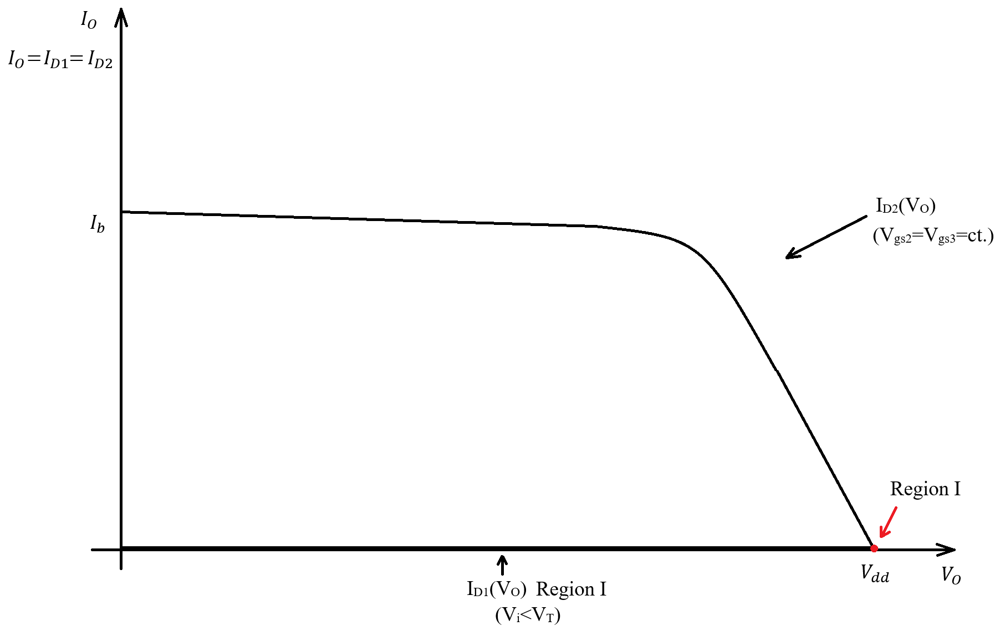 I_O
I_O=I_D1=I_D2
I_D2(V_O)
I_b
(V_gs2=V_gs3=ct.)
Region I
V_dd
V_O
I_D1(V_O) Region I
(V_i<V_T)